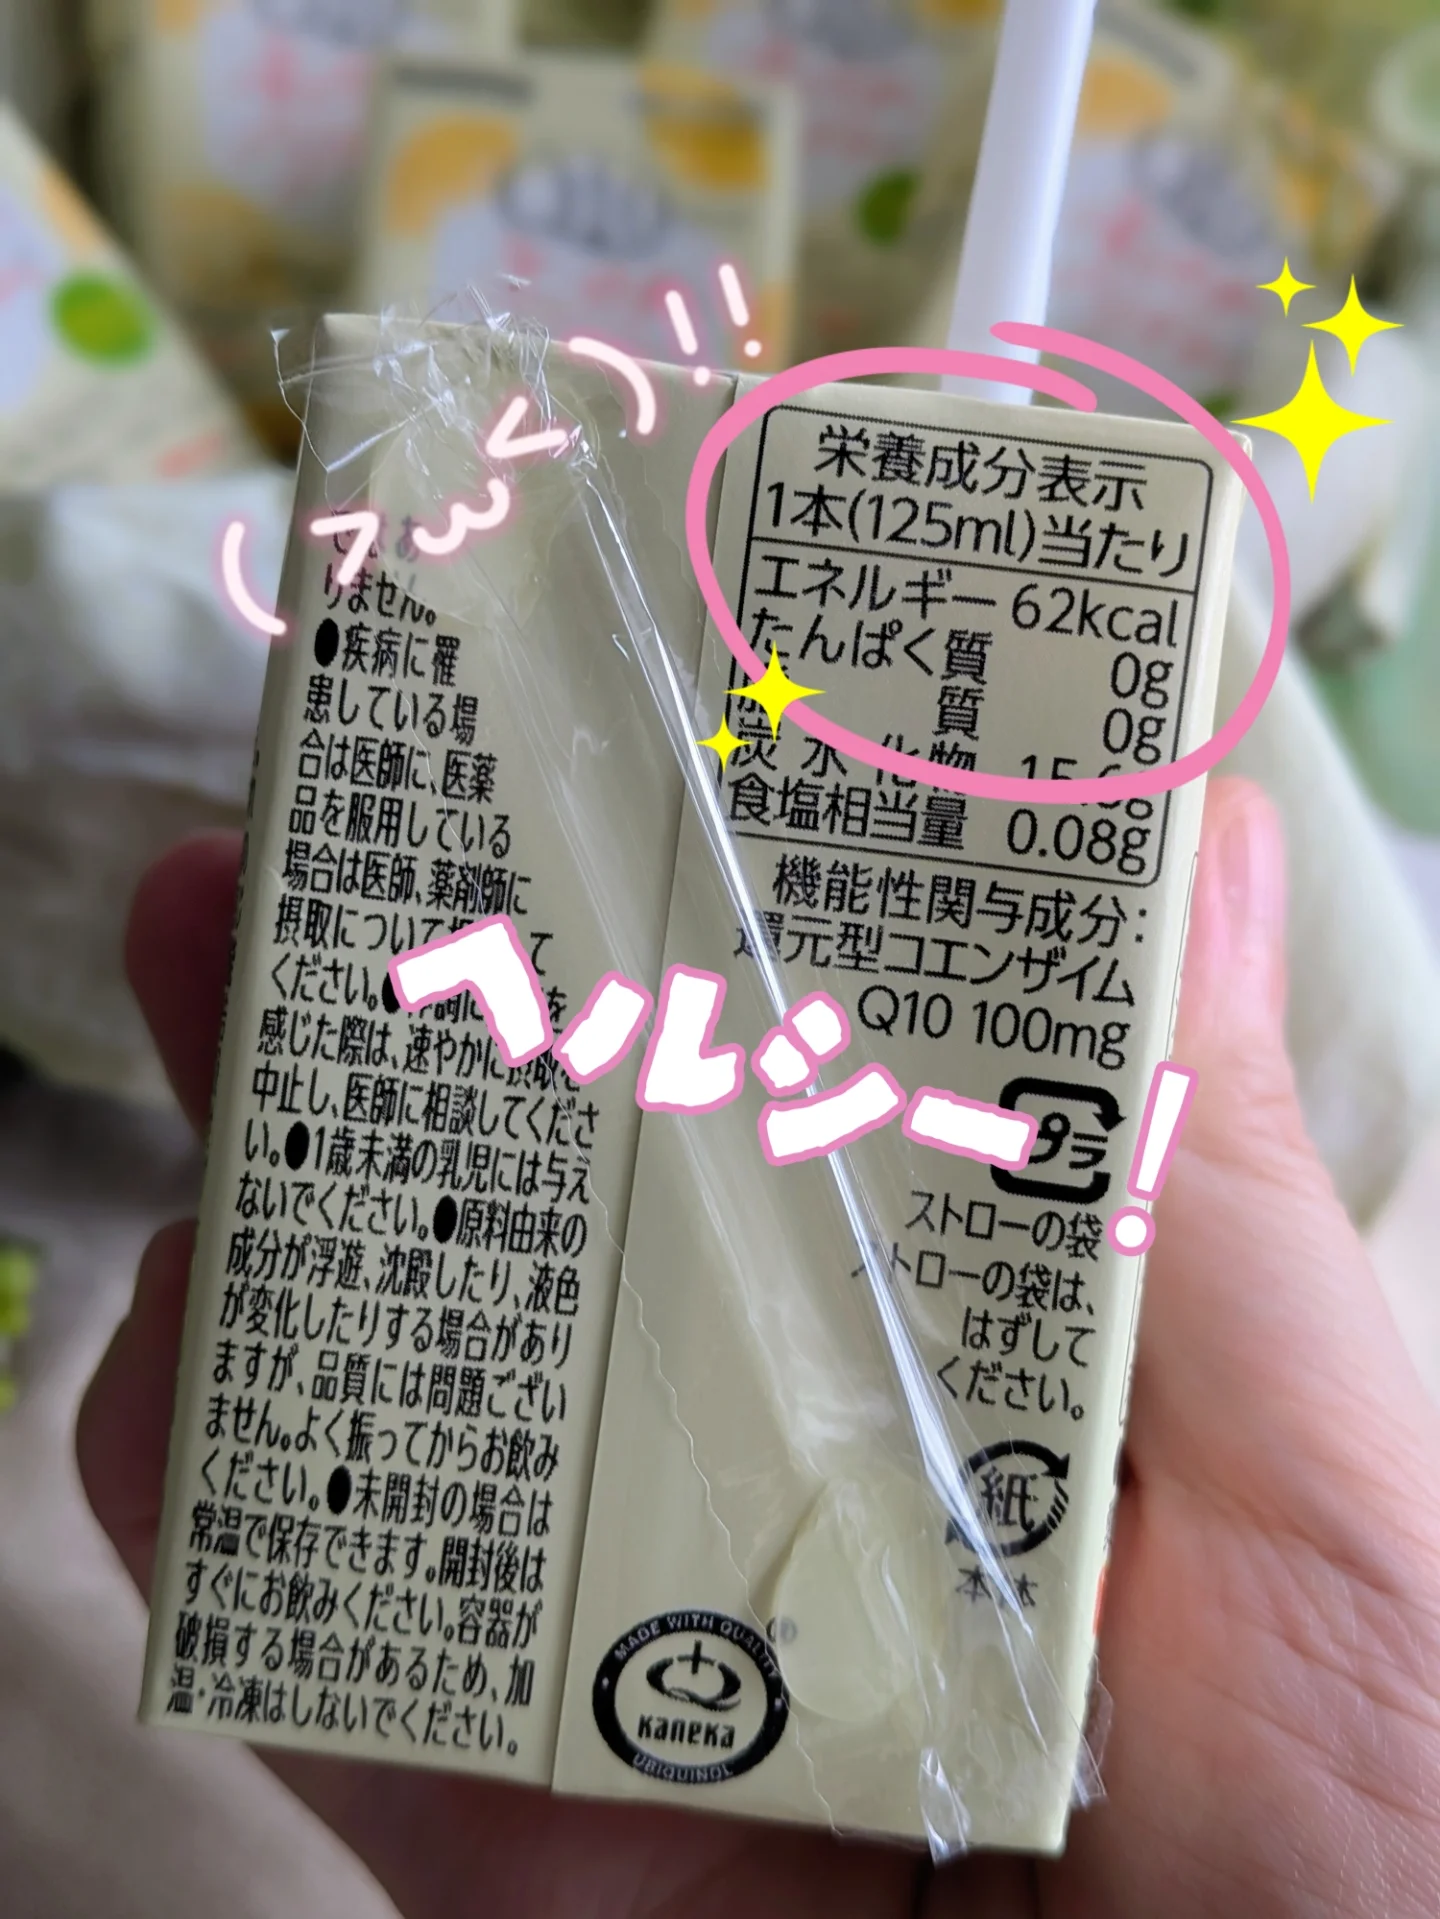 りません。
●疾病に罹
患している場
合は医師に、医薬
品を服用している
場合は医師、薬剤師に
摂取について
ください。●
感じた際は、速やかに摂取を
中止し、医師に相談してくださ
い。●1歳未満の乳児には与え
ないでください。●原料由来の
成分が浮遊、沈殿したり、液色
が変化したりする場合があり
ますが、品質には問題ござい
ません。よく振ってからお飲み
ください。●未開封の場合は
常温で保存できます。開封後は
すぐにお飲みください。容器が
破損する場合があるため、加
温・冷凍はしないでください。
栄養成分表示
1本(125ml)当たり
エネルギー 62kcal
たんぱく質 0g
脂質 0g
炭水化物 15.6g
食塩相当量 0.08g
機能性関与成分:
還元型コエンザイム
Q10 100mg
ヘルシー!
プラ
ストローの袋
ストローの袋は、
はずして
ください。
紙
本体
MADE WITH QUALITY
Kaneka
UBIQUINOL